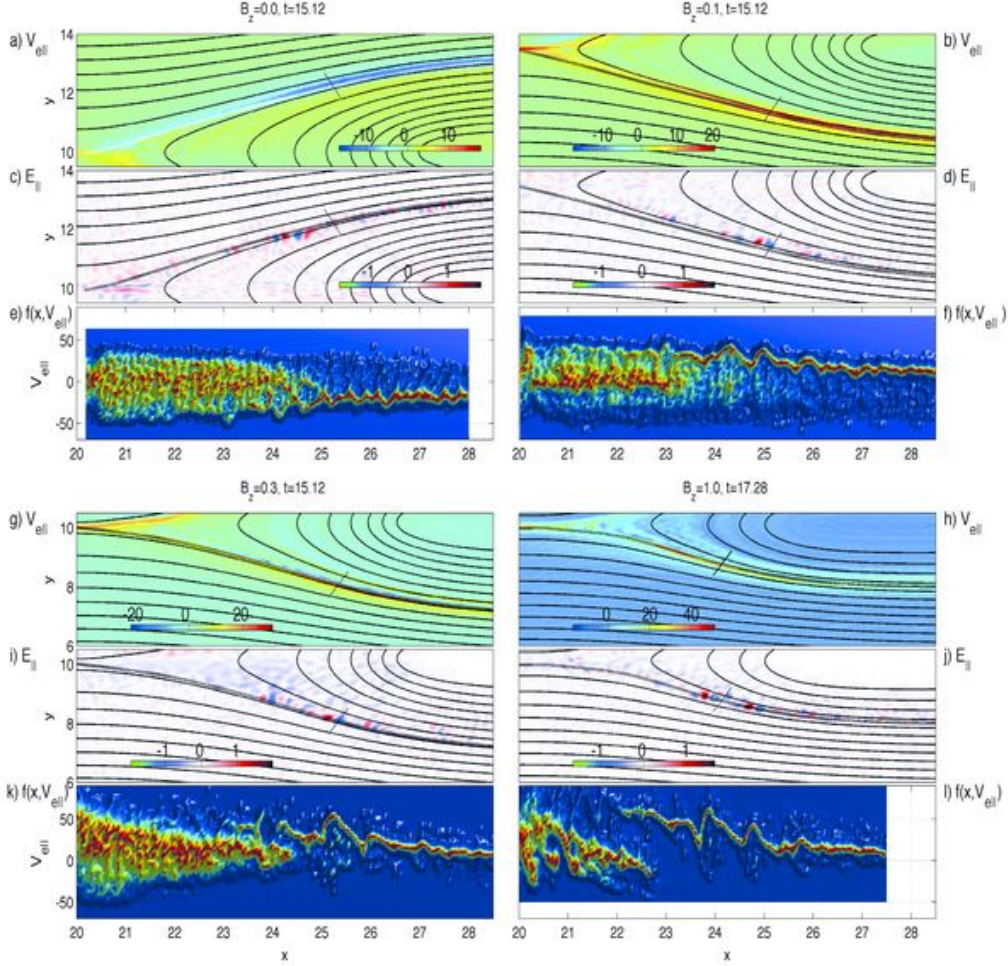 B_z=0.0, t=15.12
B_z=0.1, t=15.12
a) V_ell
14
12
10
y
-10 0 10
b) V_ell
-10 0 10 20
c) E_||
14
12
10
y
-1 0 1
d) E_||
-1 0 1
e) f(x,V_ell)
50
0
-50
V_ell
20 21 22 23 24 25 26 27 28
f) f(x,V_ell)
20 21 22 23 24 25 26 27 28
B_z=0.3, t=15.12
B_z=1.0, t=17.28
g) V_ell
10
8
6
y
-20 0 20
h) V_ell
0 20 40
i) E_||
10
8
6
y
-1 0 1
j) E_||
-1 0 1
k) f(x,V_ell)
50
0
-50
V_ell
20 21 22 23 24 25 26 27 28
x
l) f(x,V_ell)
20 21 22 23 24 25 26 27 28
x